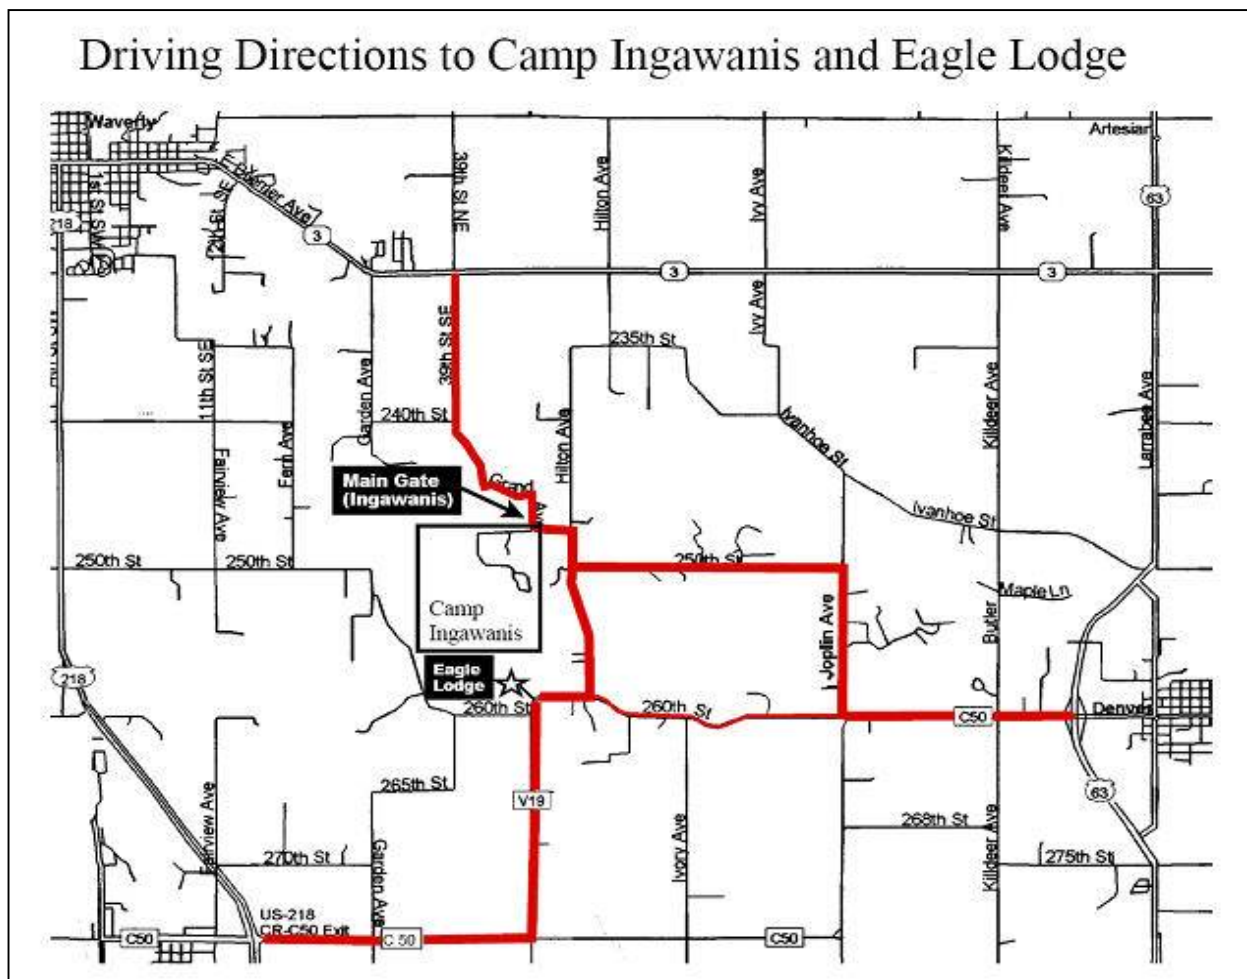 Driving Directions to Camp Ingawanis and Eagle Lodge
Waverly
Artesian
E Bremer Ave
1st St SW
12th St SE
39th St NE
Hilton Ave
Ivy Ave
Killdeer Ave
63
218
3
3
3
39th St SE
Ivy Ave
235th St
11th St SE
Garden Ave
240th St
Killdeer Ave
Larrabee Ave
Fairview Ave
Fern Ave
Hilton Ave
Ivanhoe St
Main Gate
(Ingawanis)
Grand
Ave
Ivanhoe St
250th St
250th St
250th St
Maple Ln
Camp
Ingawanis
Joplin Ave
Butler
Eagle
Lodge
218
260th St
260th St
C50
Denver
265th St
V19
63
Fairview Ave
Garden Ave
Ivory Ave
268th St
Killdeer Ave
270th St
275th St
US-218
CR-C50 Exit
C50
C 50
C50